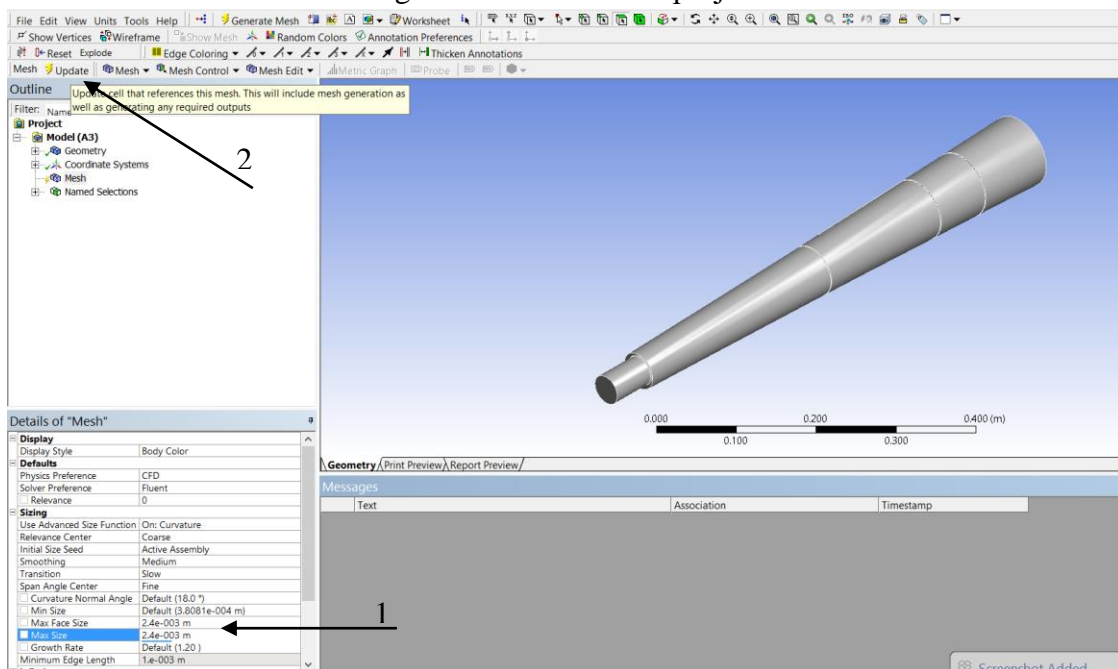 File Edit View Units Tools Help Generate Mesh Worksheet
Show Vertices Wireframe Show Mesh Random Colors Annotation Preferences
Reset Explode Edge Coloring Thicken Annotations
Mesh Update Mesh Mesh Control Mesh Edit Metric Graph Probe
Outline
Update cell that references this mesh. This will include mesh generation as
well as generating any required outputs
Filter: Name
Project
Model (A3)
Geometry
Coordinate Systems
Mesh
Named Selections
2
0.000 0.200 0.400 (m)
0.100 0.300
Geometry Print Preview Report Preview
Details of "Mesh"
Display
Display Style Body Color
Defaults
Physics Preference CFD
Solver Preference Fluent
Relevance 0
Sizing
Use Advanced Size Function On: Curvature
Relevance Center Coarse
Initial Size Seed Active Assembly
Smoothing Medium
Transition Slow
Span Angle Center Fine
Curvature Normal Angle Default (18.0 °)
Min Size Default (3.8081e-004 m)
Max Face Size 2.4e-003 m
Max Size 2.4e-003 m
Growth Rate Default (1.20 )
Minimum Edge Length 1.e-003 m
1
Messages
Text Association Timestamp
Screenshot Added